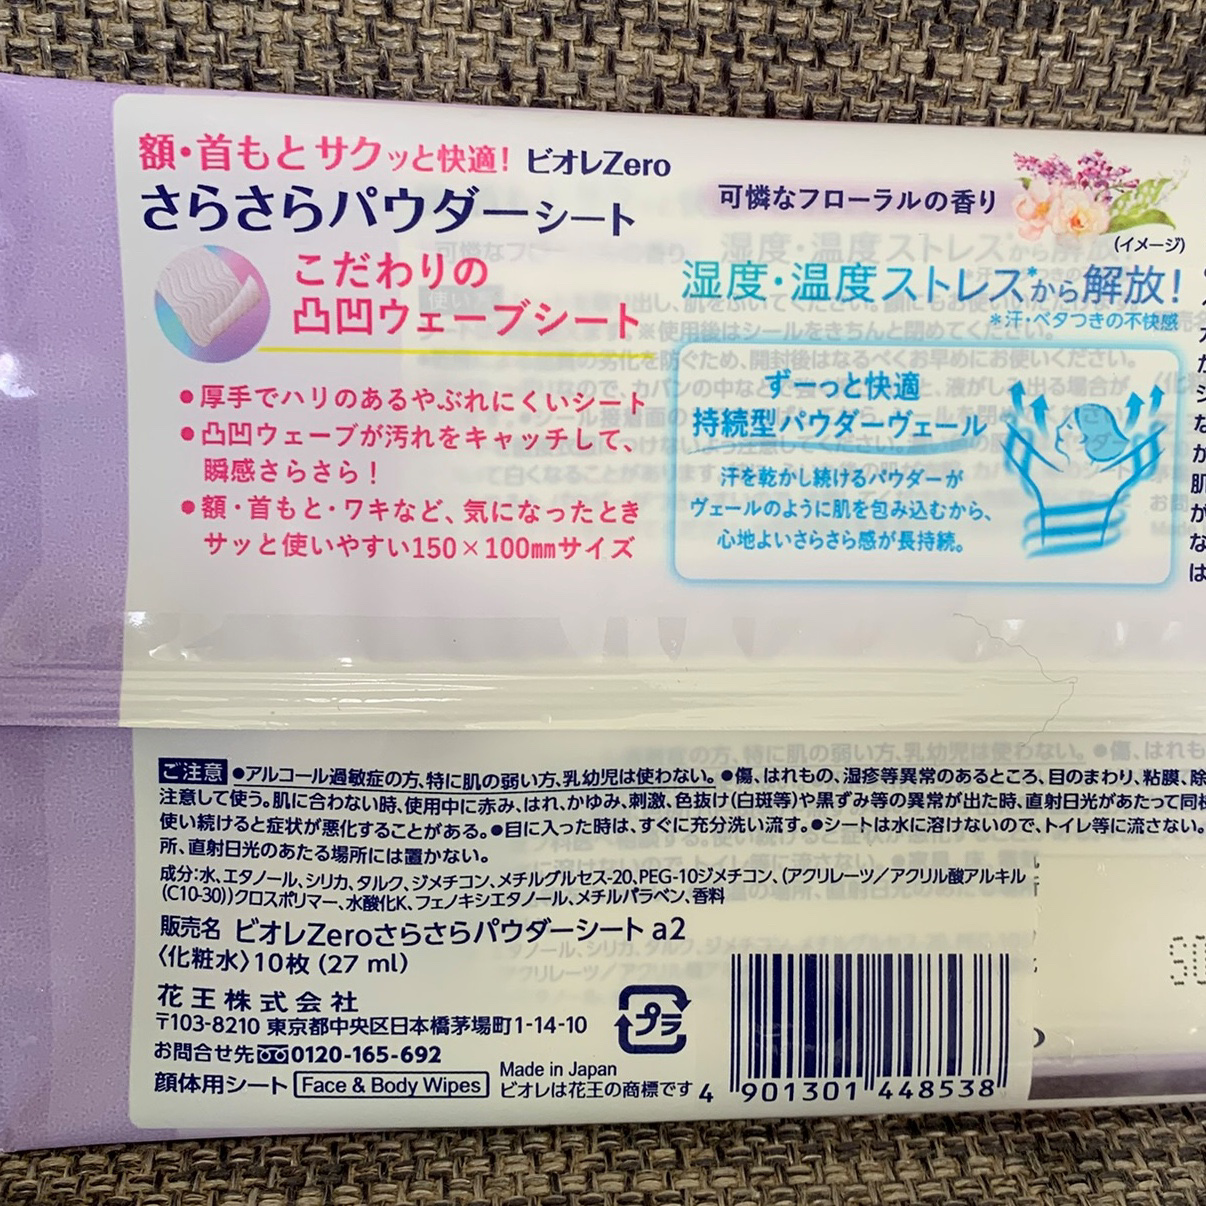 額・首もとサクッと快適！ ビオレZero
さらさらパウダーシート
可憐なフローラルの香り
(イメージ)
こだわりの
凸凹ウェーブシート
●厚手でハリのあるやぶれにくいシート
●凸凹ウェーブが汚れをキャッチして、
瞬感さらさら！
●額・首もと・ワキなど、気になったとき
サッと使いやすい150×100㎜サイズ
湿度・温度ストレス*から解放！
*汗・ベタつきの不快感
ずーっと快適
持続型パウダーヴェール
汗を乾かし続けるパウダーが
ヴェールのように肌を包み込むから、
心地よいさらさら感が長持続。
ご注意 ●アルコール過敏症の方、特に肌の弱い方、乳幼児は使わない。●傷、はれもの、湿疹等異常のあるところ、目のまわり、粘膜、除
注意して使う。肌に合わない時、使用中に赤み、はれ、かゆみ、刺激、色抜け(白斑等)や黒ずみ等の異常が出た時、直射日光があたって同様
使い続けると症状が悪化することがある。●目に入った時は、すぐに充分洗い流す。●シートは水に溶けないので、トイレ等に流さない。
所、直射日光のあたる場所には置かない。
成分：水、エタノール、シリカ、タルク、ジメチコン、メチルグルセス-20、PEG-10ジメチコン、(アクリレーツ／アクリル酸アルキル
(C10-30))クロスポリマー、水酸化K、フェノキシエタノール、メチルパラベン、香料
販売名 ビオレZeroさらさらパウダーシート a2
〈化粧水〉10枚 (27 ml)
花王株式会社
〒103-8210 東京都中央区日本橋茅場町1-14-10
お問合せ先 0120-165-692
顔体用シート Face & Body Wipes
Made in Japan
ビオレは花王の商標です
プラ
4 901301 448538